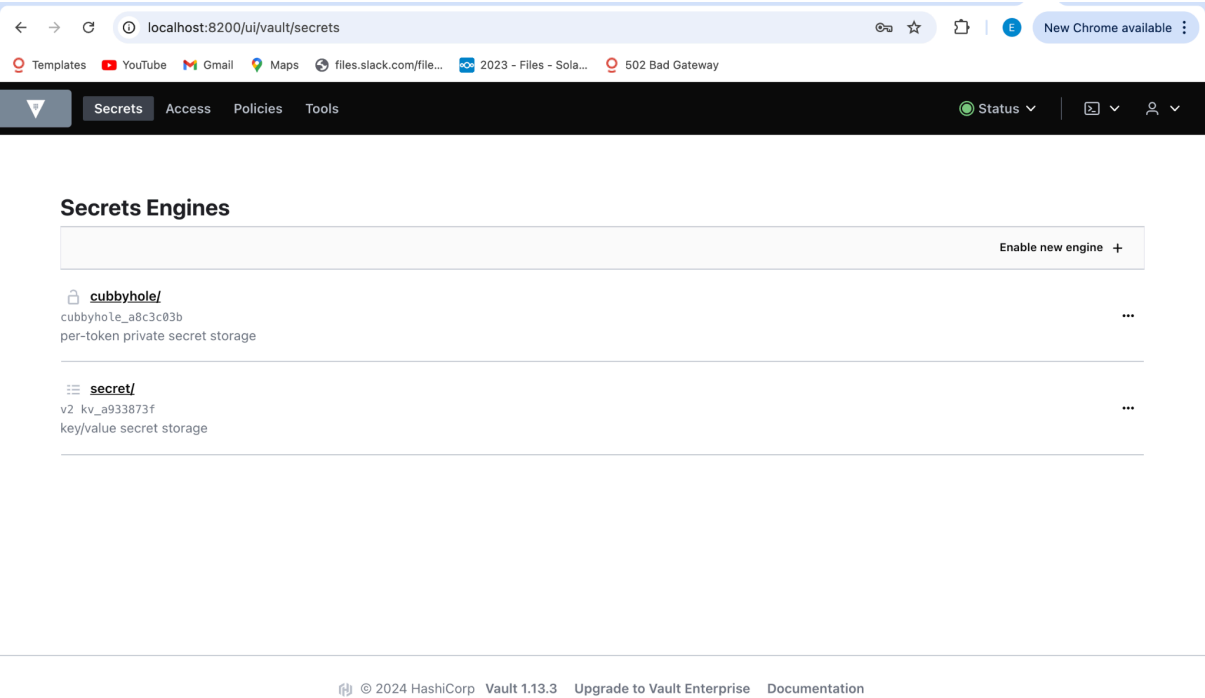 localhost:8200/ui/vault/secrets E New Chrome available
Templates YouTube Gmail Maps files.slack.com/file... 2023 - Files - Sola... 502 Bad Gateway
Secrets Access Policies Tools Status
Secrets Engines
Enable new engine +
cubbyhole/
cubbyhole_a8c3c03b
per-token private secret storage
secret/
v2 kv_a933873f
key/value secret storage
© 2024 HashiCorp Vault 1.13.3 Upgrade to Vault Enterprise Documentation